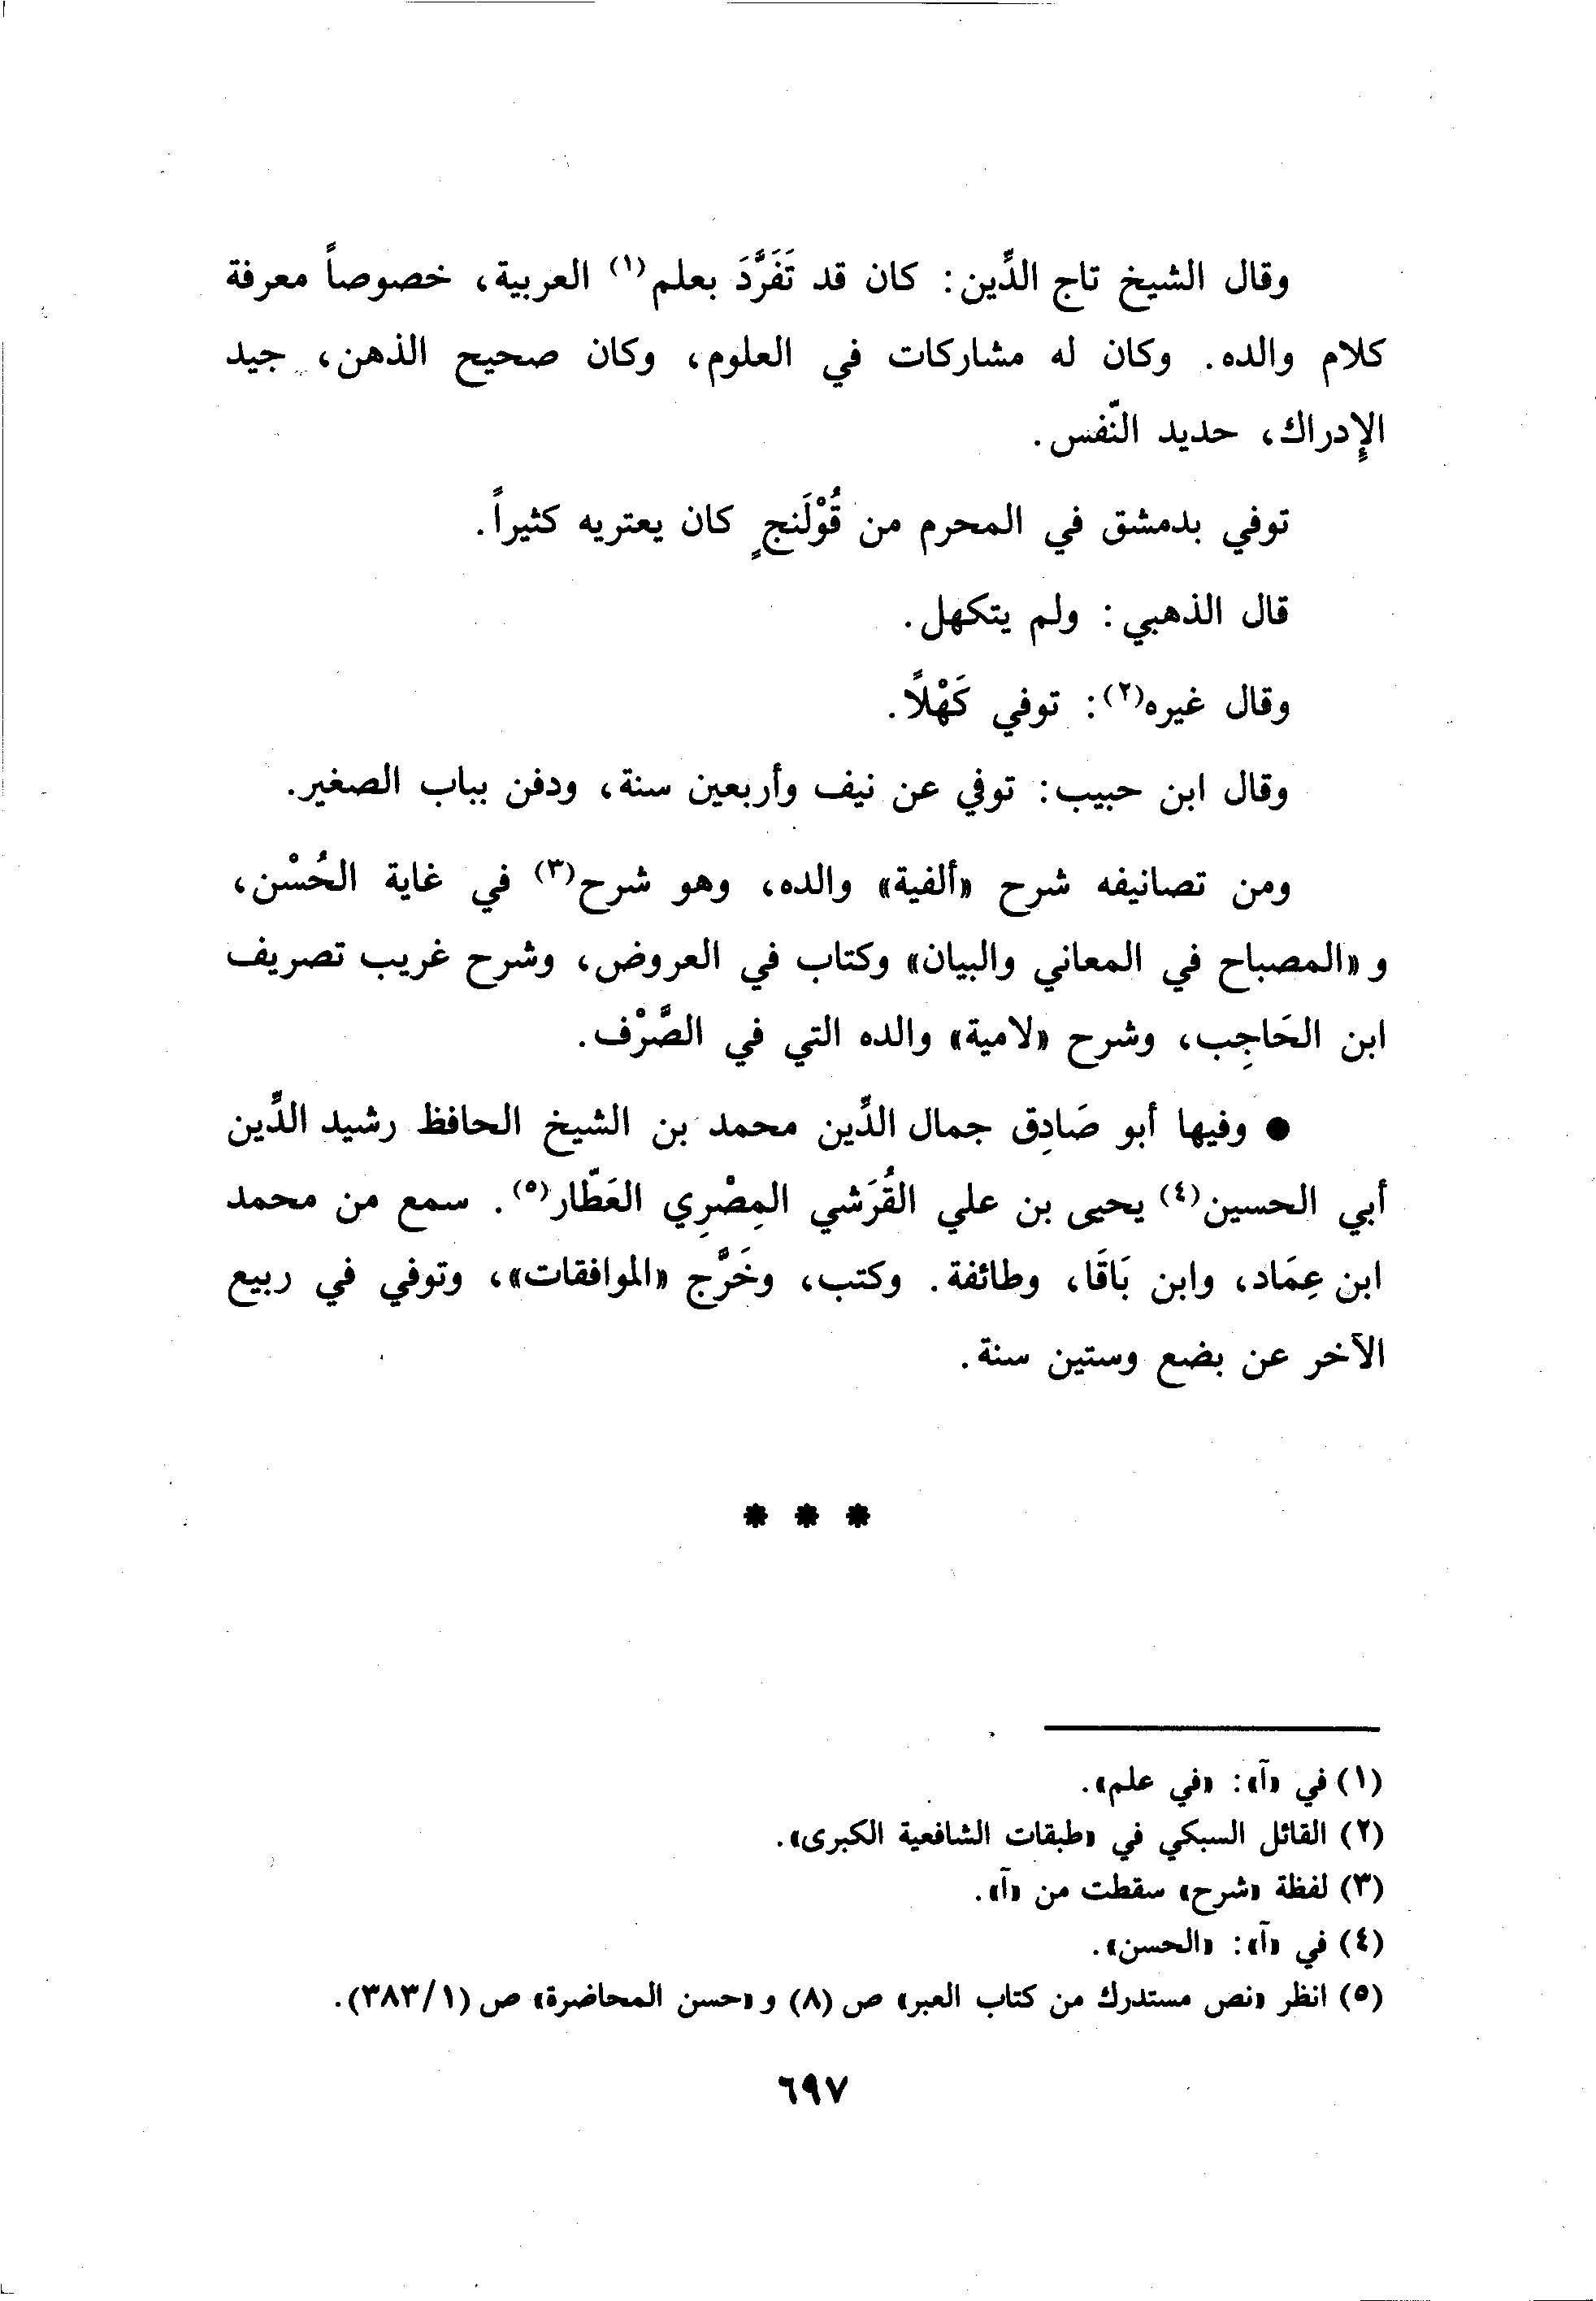 وقال الشيخ تاج الدِّين: كان قد تَفَرَّدَ بعلم(١) العربية، خصوصاً معرفة
كلام والده. وكان له مشاركات في العلوم، وكان صحيح الذهن، جيد
الإِدراك، حديد النّفس.
توفي بدمشق في المحرم من قُوْلَنجٍ كان يعتريه كثيراً.
قال الذهبي: ولم يتكهل.
وقال غيره(٢): توفي كَهْلاً.
وقال ابن حبيب: توفي عن نيف وأربعين سنة، ودفن بباب الصغير.
ومن تصانيفه شرح «ألفية» والده، وهو شرح(٣) في غاية الحُسْن،
و «المصباح في المعاني والبيان» وكتاب في العروض، وشرح غريب تصريف
ابن الحَاجِب، وشرح «لامية» والده التي في الصَّرْف.
● وفيها أبو صَادِق جمال الدِّين محمد بن الشيخ الحافظ رشيد الدِّين
أبي الحسين(٤) يحيى بن علي القُرَشي المِصْرِي العَطّار(٥). سمع من محمد
ابن عِمَاد، وابن بَاقَا، وطائفة. وكتب، وخَرَّج «الموافقات»، وتوفي في ربيع
الآخر عن بضع وستين سنة.
* * *
(١) في «آ»: «في علم».
(٢) القائل السبكي في «طبقات الشافعية الكبرى».
(٣) لفظة «شرح» سقطت من «آ».
(٤) في «آ»: «الحسن».
(٥) انظر «نص مستدرك من كتاب العبر» ص (٨) و «حسن المحاضرة» ص (١/٣٨٣).
٦٩٧